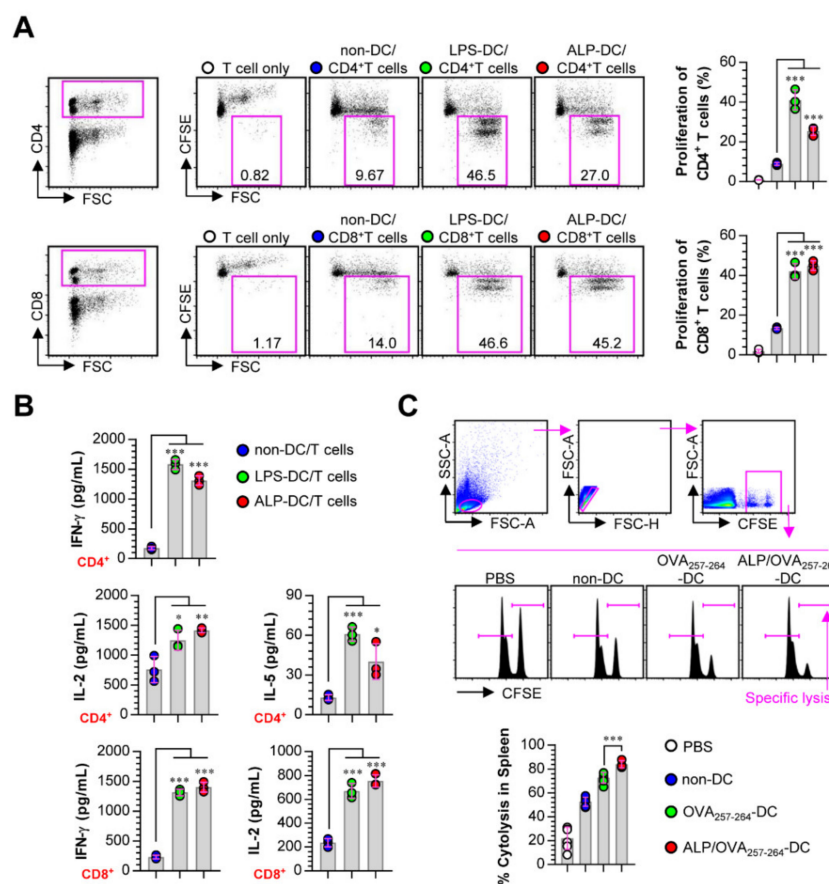 A
T cell only
non-DC/
CD4⁺T cells
LPS-DC/
CD4⁺T cells
ALP-DC/
CD4⁺T cells
CD4
FSC
CFSE
FSC
0.82
9.67
46.5
27.0
Proliferation of
CD4⁺ T cells (%)
60
40
20
0
***
***
T cell only
non-DC/
CD8⁺T cells
LPS-DC/
CD8⁺T cells
ALP-DC/
CD8⁺T cells
CD8
FSC
CFSE
FSC
1.17
14.0
46.6
45.2
Proliferation of
CD8⁺ T cells (%)
60
40
20
0
***
***
B
IFN-γ (pg/mL)
CD4⁺
2000
1500
1000
500
0
***
***
non-DC/T cells
LPS-DC/T cells
ALP-DC/T cells
IL-2 (pg/mL)
CD4⁺
2000
1500
1000
500
0
*
**
IL-5 (pg/mL)
CD4⁺
90
60
30
0
***
*
IFN-γ (pg/mL)
CD8⁺
2000
1500
1000
500
0
***
***
IL-2 (pg/mL)
CD8⁺
1000
800
600
400
200
0
***
***
C
SSC-A
FSC-A
FSC-A
FSC-H
FSC-A
CFSE
PBS
non-DC
OVA₂₅₇₋₂₆₄
-DC
ALP/OVA₂₅₇₋₂₆
-DC
CFSE
Specific lysis
% Cytolysis in Spleen
100
80
60
40
20
0
***
PBS
non-DC
OVA₂₅₇₋₂₆₄-DC
ALP/OVA₂₅₇₋₂₆₄-DC